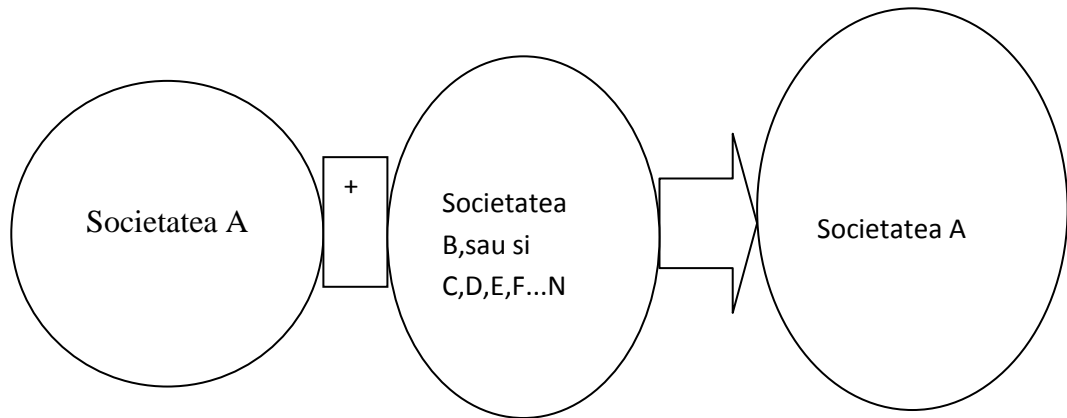 Societatea A
+
Societatea
B,sau si
C,D,E,F...N
Societatea A